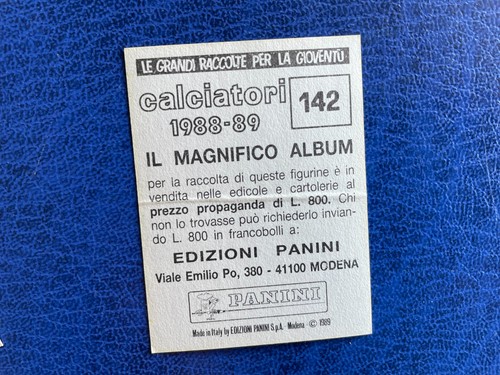 LE GRANDI RACCOLTE PER LA GIOVENTÙ
calciatori
142
1988-89
IL MAGNIFICO ALBUM
per la raccolta di queste figurine è in
vendita nelle edicole e cartolerie al
prezzo propaganda di L. 800. Chi
non lo trovasse può richiederlo invian-
do L. 800 in francobolli a:
EDIZIONI PANINI
Viale Emilio Po, 380 - 41100 MODENA
PANINI
Made in Italy by EDIZIONI PANINI S.p.A. Modena - © 1989